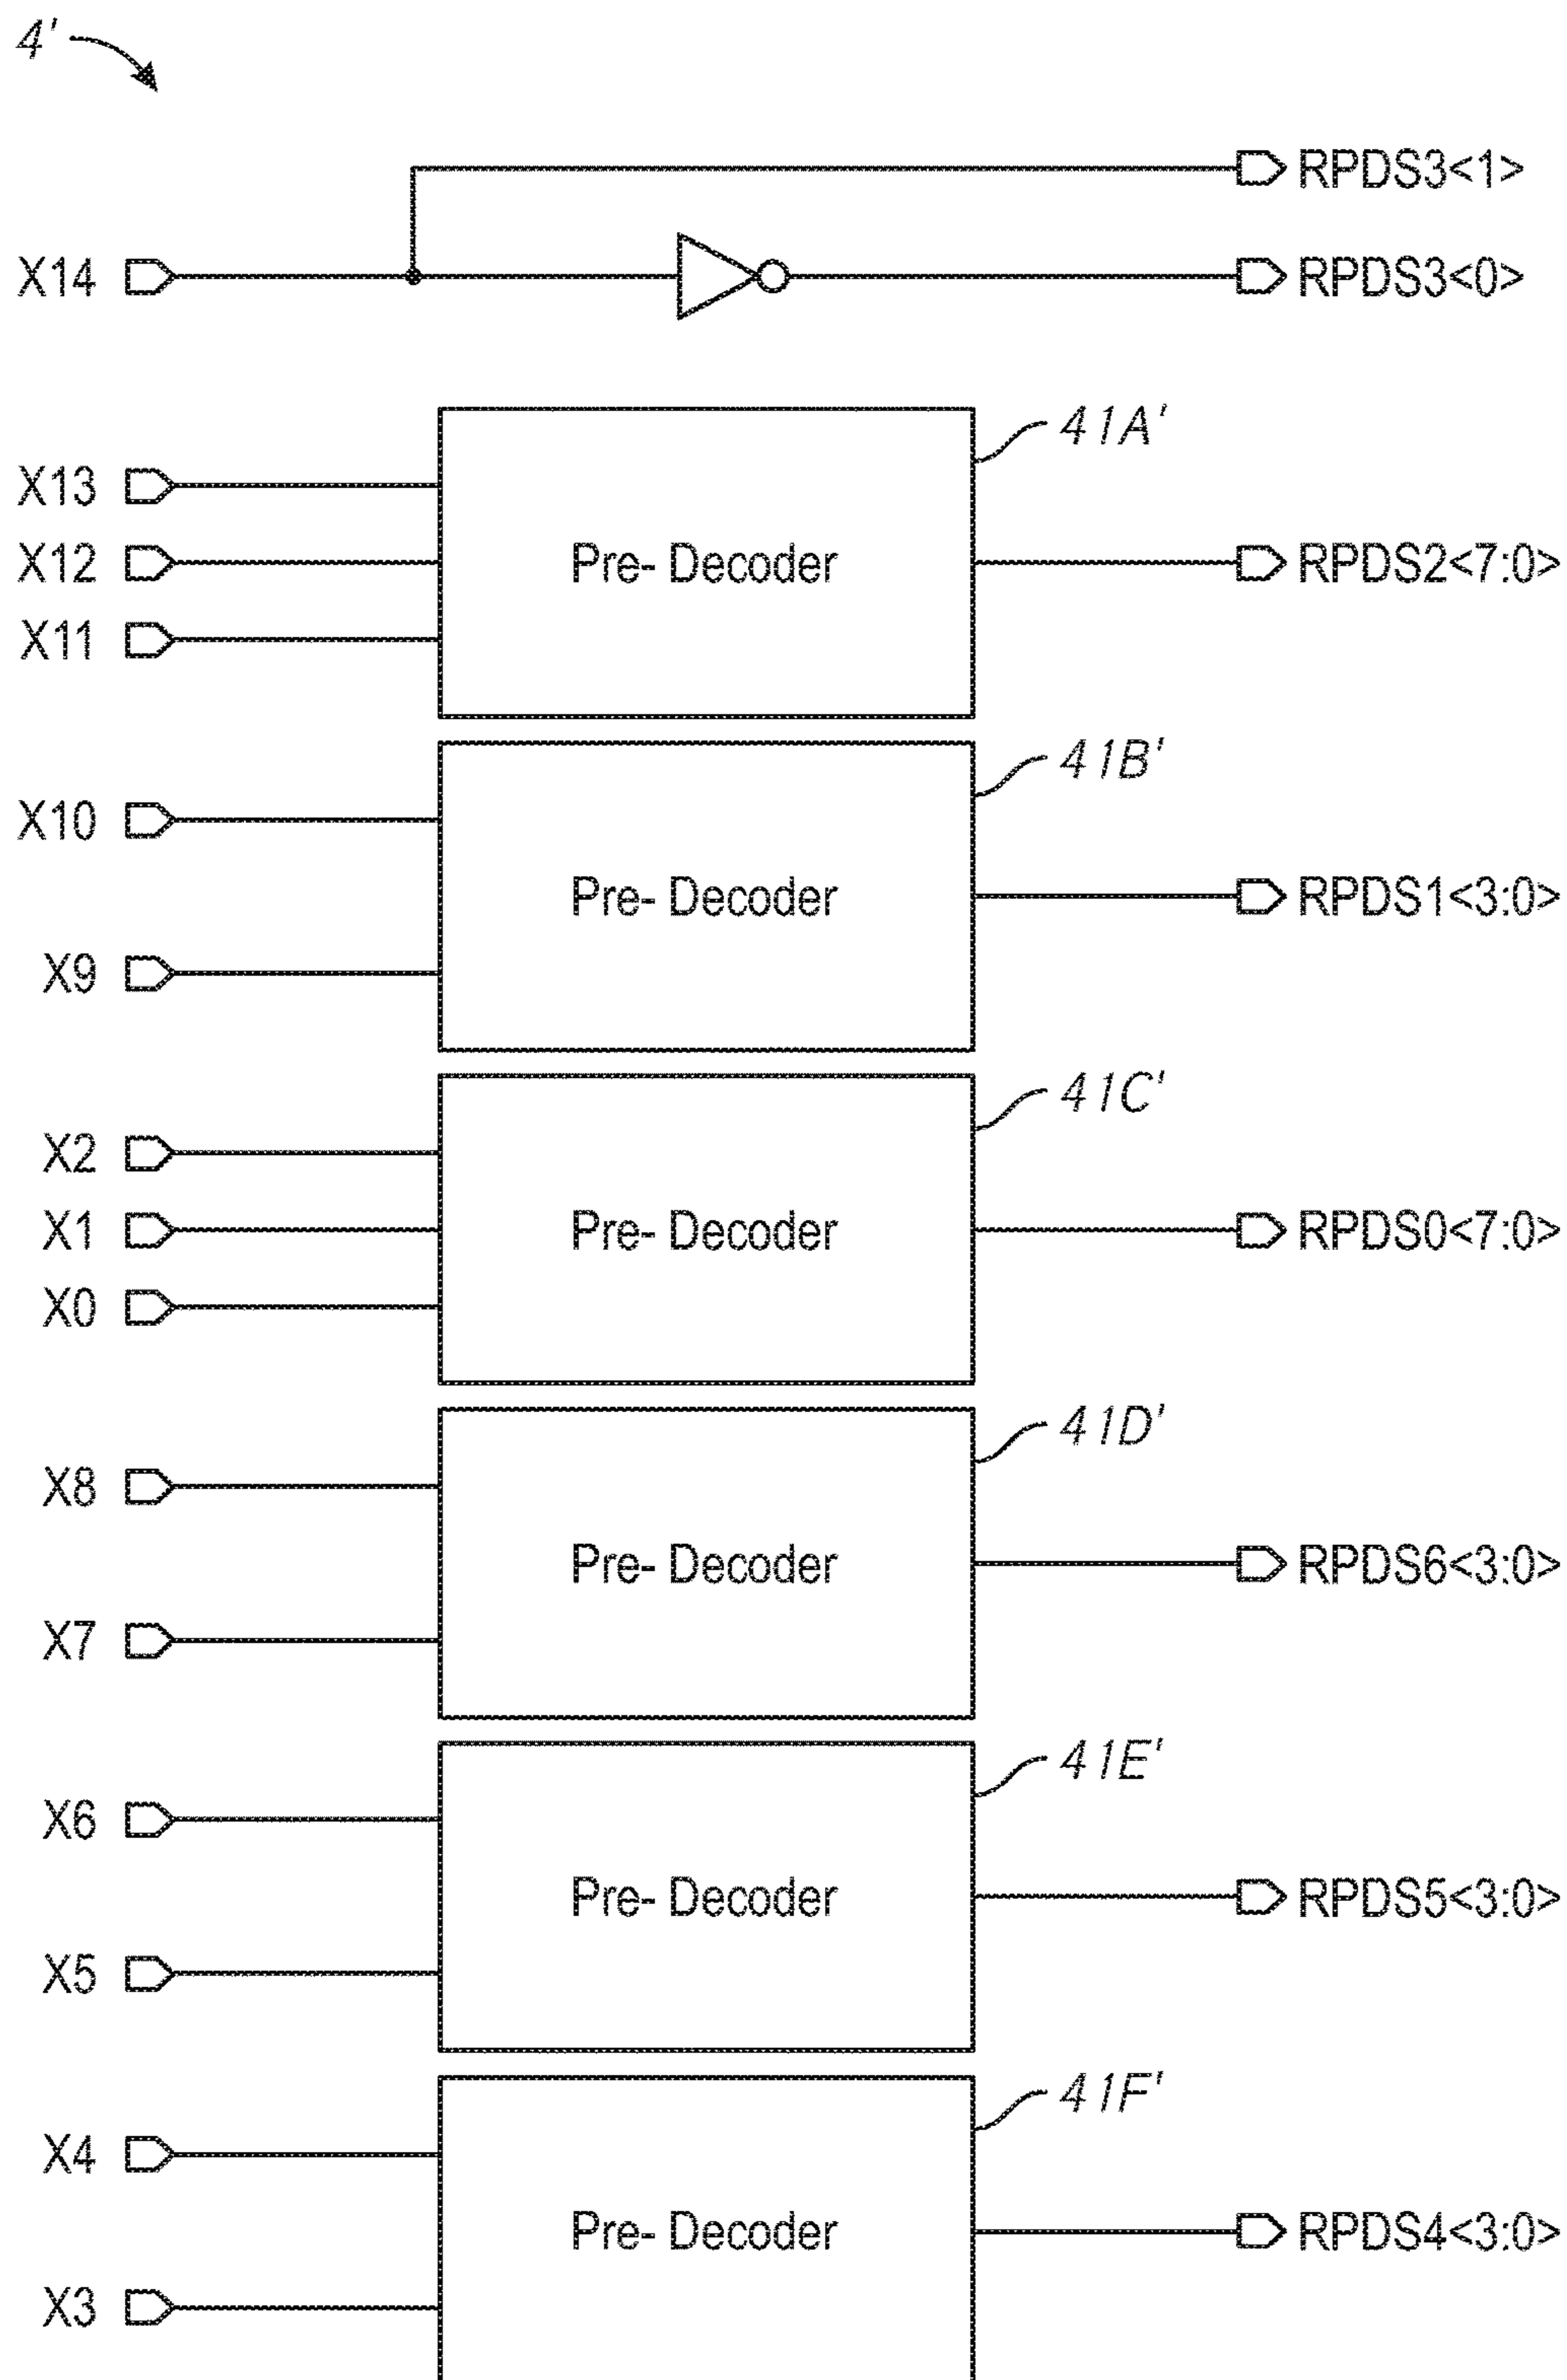 4'
RPDS3<1>
X14
RPDS3<0>
41A'
X13
X12
X11
Pre- Decoder
RPDS2<7:0>
41B'
X10
X9
Pre- Decoder
RPDS1<3:0>
41C'
X2
X1
X0
Pre- Decoder
RPDS0<7:0>
41D'
X8
X7
Pre- Decoder
RPDS6<3:0>
41E'
X6
X5
Pre- Decoder
RPDS5<3:0>
41F'
X4
X3
Pre- Decoder
RPDS4<3:0>